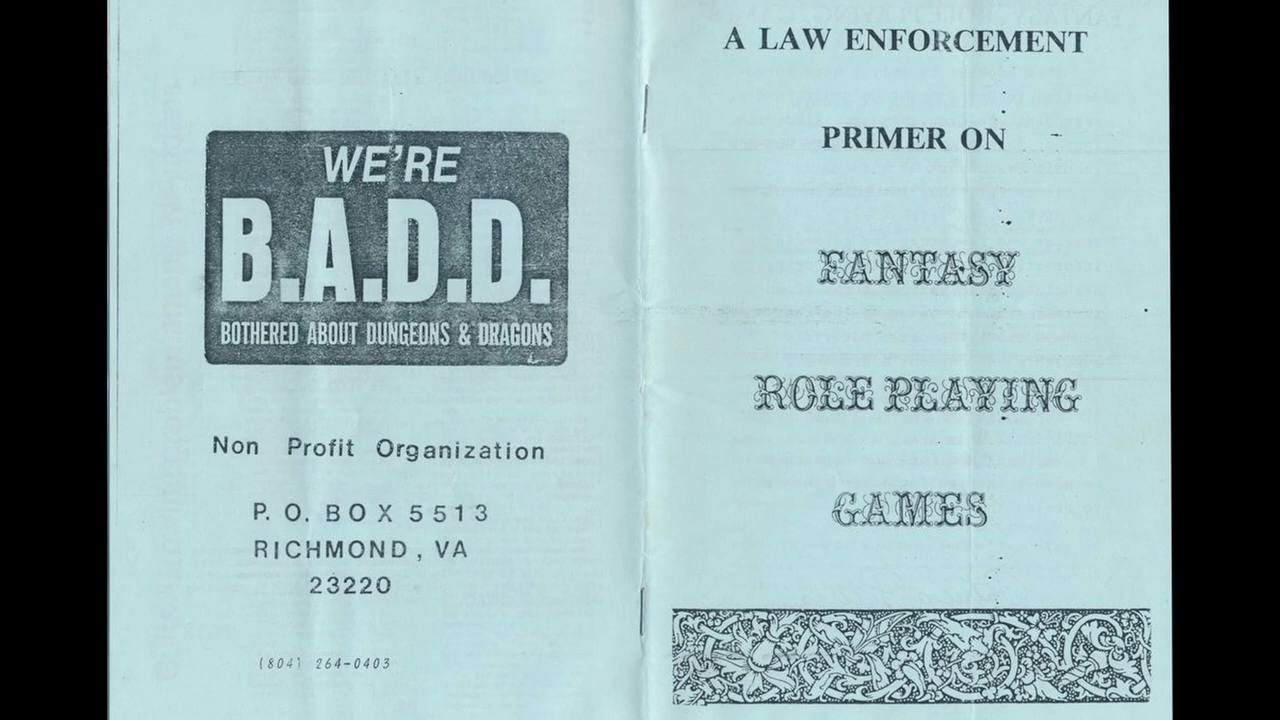 WE'RE
B.A.D.D.
BOTHERED ABOUT DUNGEONS & DRAGONS
Non Profit Organization
P. O. BOX 5513
RICHMOND, VA
23220
(804) 264-0403
A LAW ENFORCEMENT
PRIMER ON
FANTASY
ROLE PLAYING
GAMES